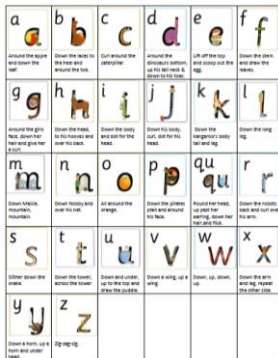 a b c d e f
Around the apple and down the leaf.
Down the laces to the heel and around the toe.
Curl around the caterpillar.
Around the dinosaurs bottom, up his tall neck & down to his toes.
Lift off the top and scoop out the egg.
Down the stem and draw the leaves.
g g h i j k l
Around the girls face, down her hair and give her a curl.
Down the head, to his hooves and over his back.
Down the body and dot for the head.
Down his body, curl, dot for his head.
Down the kangaroo's body, tail and leg.
Down the long leg.
m n o p qu r
qu
Down Maisie, mountain, mountain.
Down Nobby and over his net.
All around the orange.
Down the pirates plait and around his face.
Round her head, up past her earring, down her hair and flick.
Down the robots back and curl over his arm.
s t u v w x
s v w
Slither down the snake.
Down the tower, across the tower.
Down and under, up to the top and draw the puddle.
Down a wing, up a wing.
Down, up, down, up.
Down the arm and leg, repeat the other side.
y z
z
Down a horn, up a horn and under head.
Zig-zag-zig.